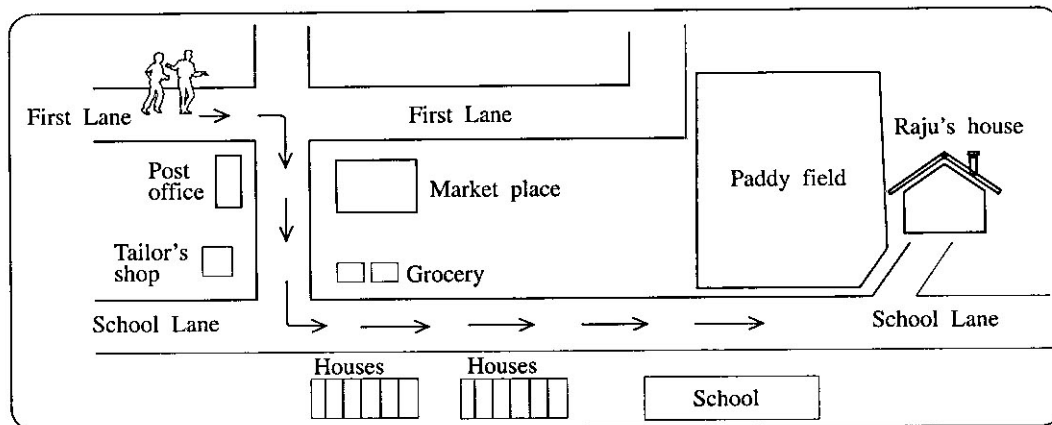 First Lane
First Lane
Raju's house
Post
office
Market place
Paddy field
Tailor's
shop
Grocery
School Lane
School Lane
Houses
Houses
School